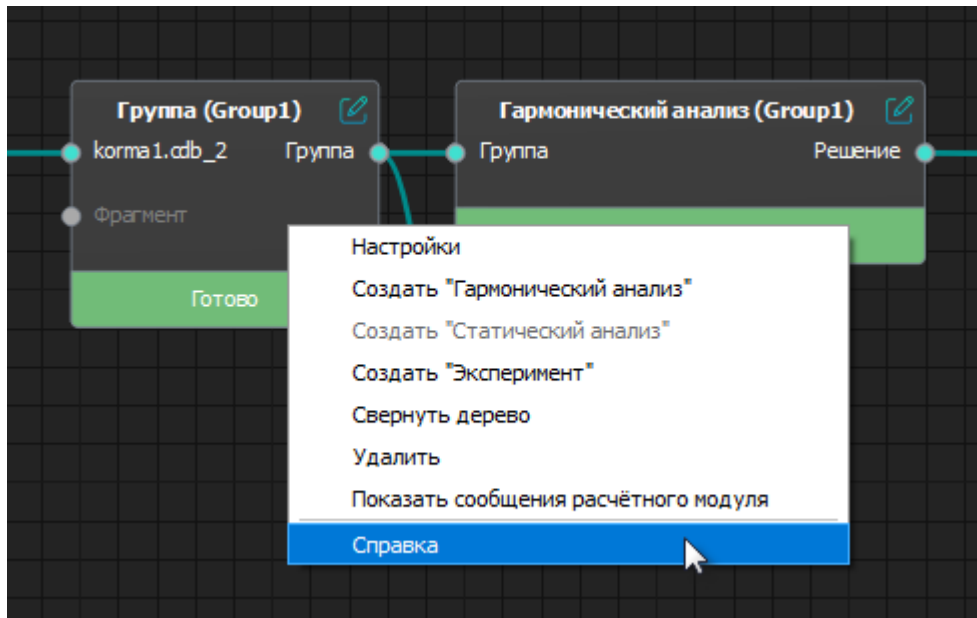 Группа (Group1)
Гармонический анализ (Group1)
korma1.cdb_2
Группа
Группа
Решение
Фрагмент
Готово
Настройки
Создать "Гармонический анализ"
Создать "Статический анализ"
Создать "Эксперимент"
Свернуть дерево
Удалить
Показать сообщения расчётного модуля
Справка